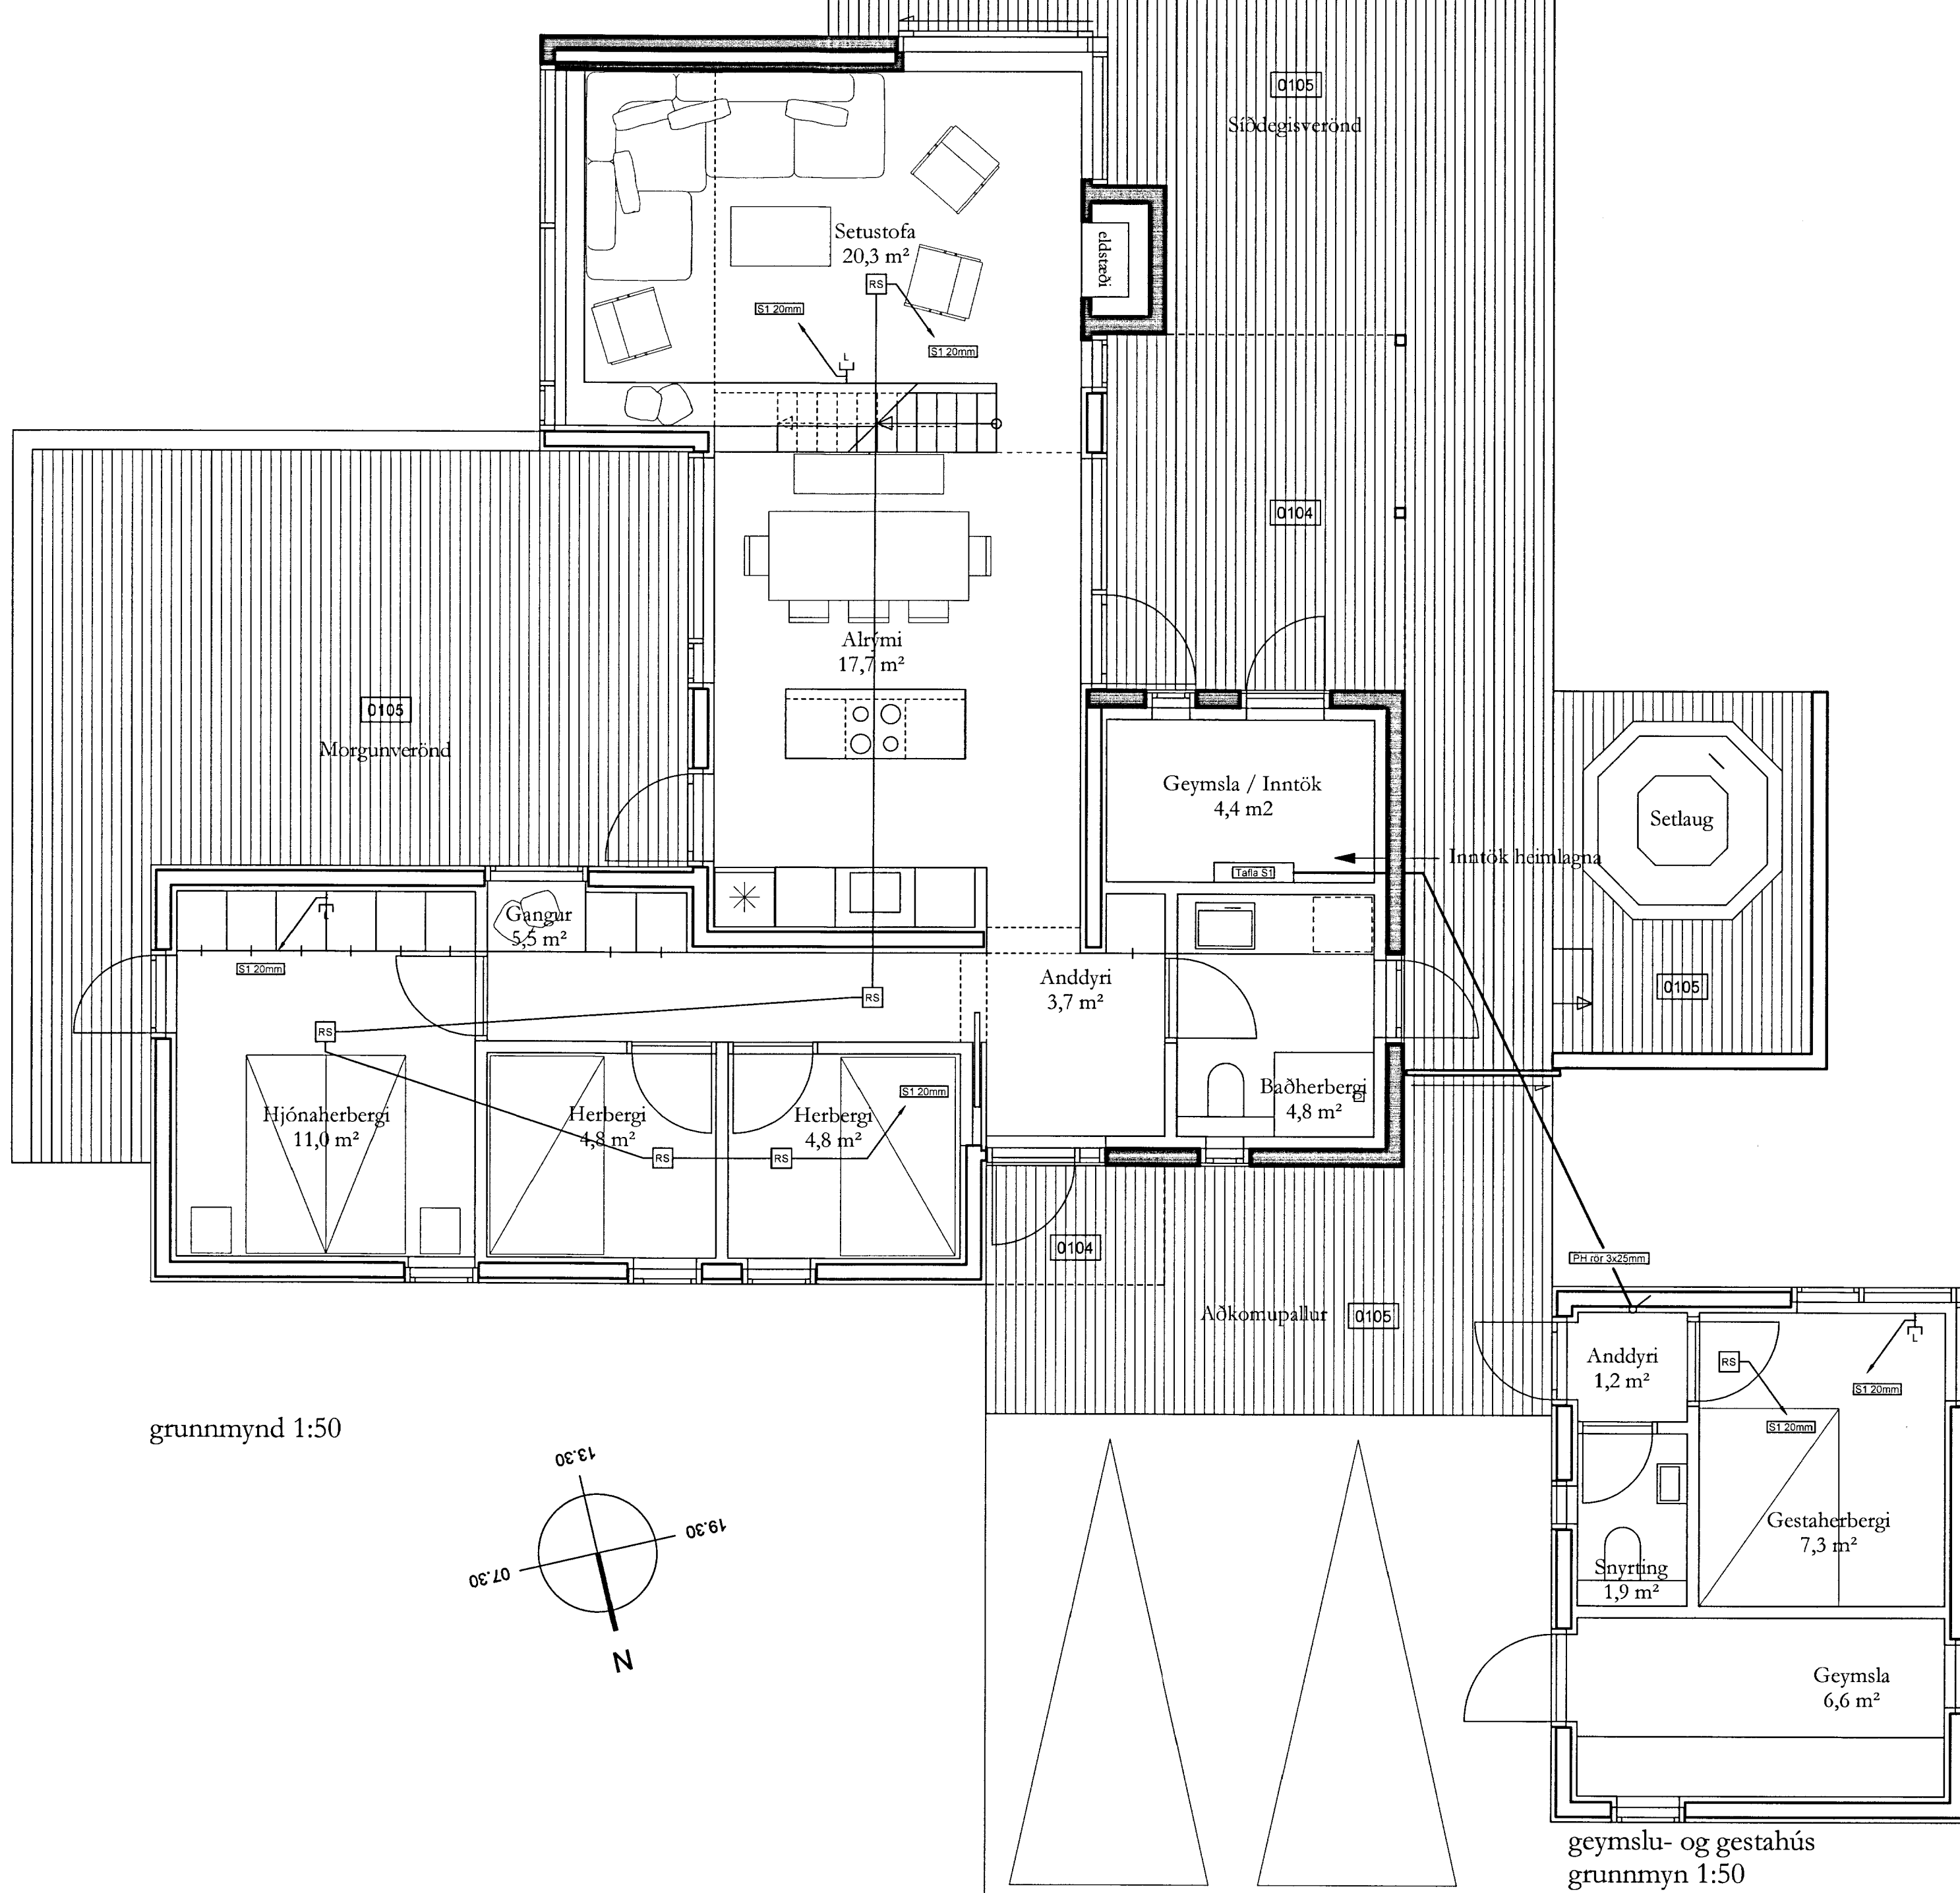 0105
Síðdegisverönd
Setustofa
20,3 m²
eldstæði
RS
S1 20mm
S1 20mm
L
0104
Alrými
17,7 m²
0105
Morgunverönd
Geymsla / Inntök
4,4 m2
Setlaug
Inntök heimlagna
Tafla S1
Gangur
5,5 m²
L
S1 20mm
Anddyri
3,7 m²
0105
RS
RS
Hjónaherbergi
11,0 m²
Herbergi
4,8 m²
Herbergi
4,8 m²
S1 20mm
Baðherbergi
4,8 m²
RS
RS
0104
PH rör 3x25mm
Aðkomupallur
0105
Anddyri
1,2 m²
RS
L
S1 20mm
S1 20mm
grunnmynd 1:50
13.30
19.30
07.30
N
Gestaherbergi
7,3 m²
Snyrting
1,9 m²
Geymsla
6,6 m²
geymslu- og gestahús
grunnmyn 1:50